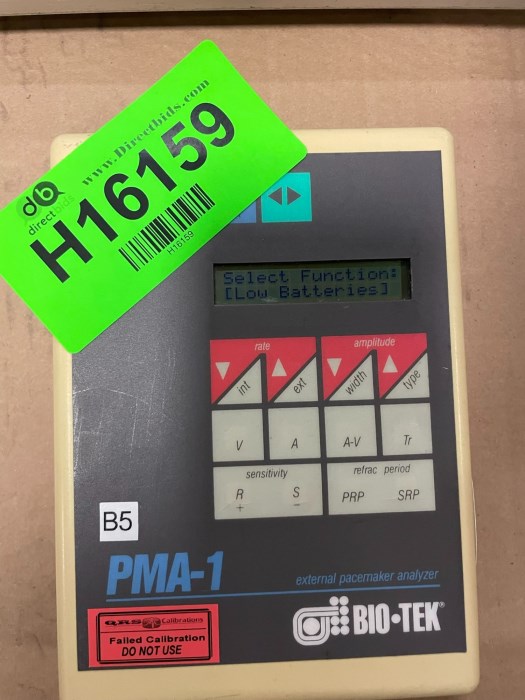 www.Directbids.com
db
directbids
H16159
H16159
Select Function:
[Low Batteries]
rate
amplitude
int
ext
width
type
V
A
A-V
Tr
sensitivity
refrac period
R
S
PRP
SRP
+
−
B5
PMA-1
external pacemaker analyzer
QRS Calibrations
Failed Calibration
DO NOT USE
BIO•TEK®